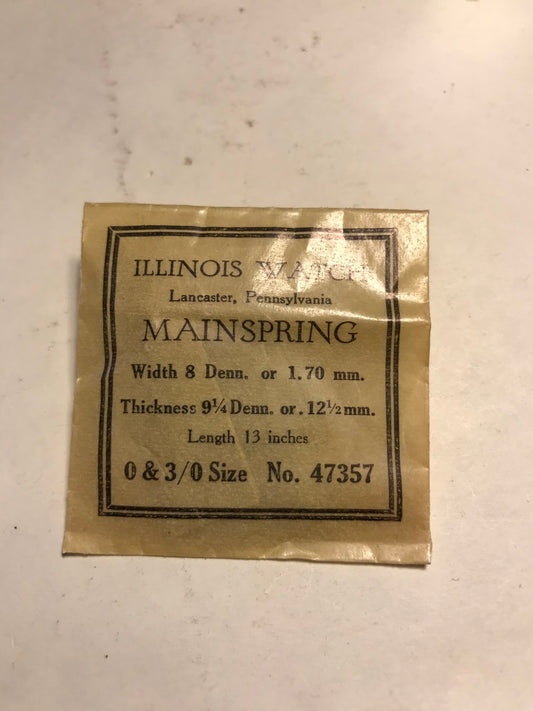 ILLINOIS WATCH
Lancaster, Pennsylvania
MAINSPRING
Width 8 Denn. or 1.70 mm.
Thickness 9¼ Denn. or .12½ mm.
Length 13 inches
0 & 3/0 Size No. 47357